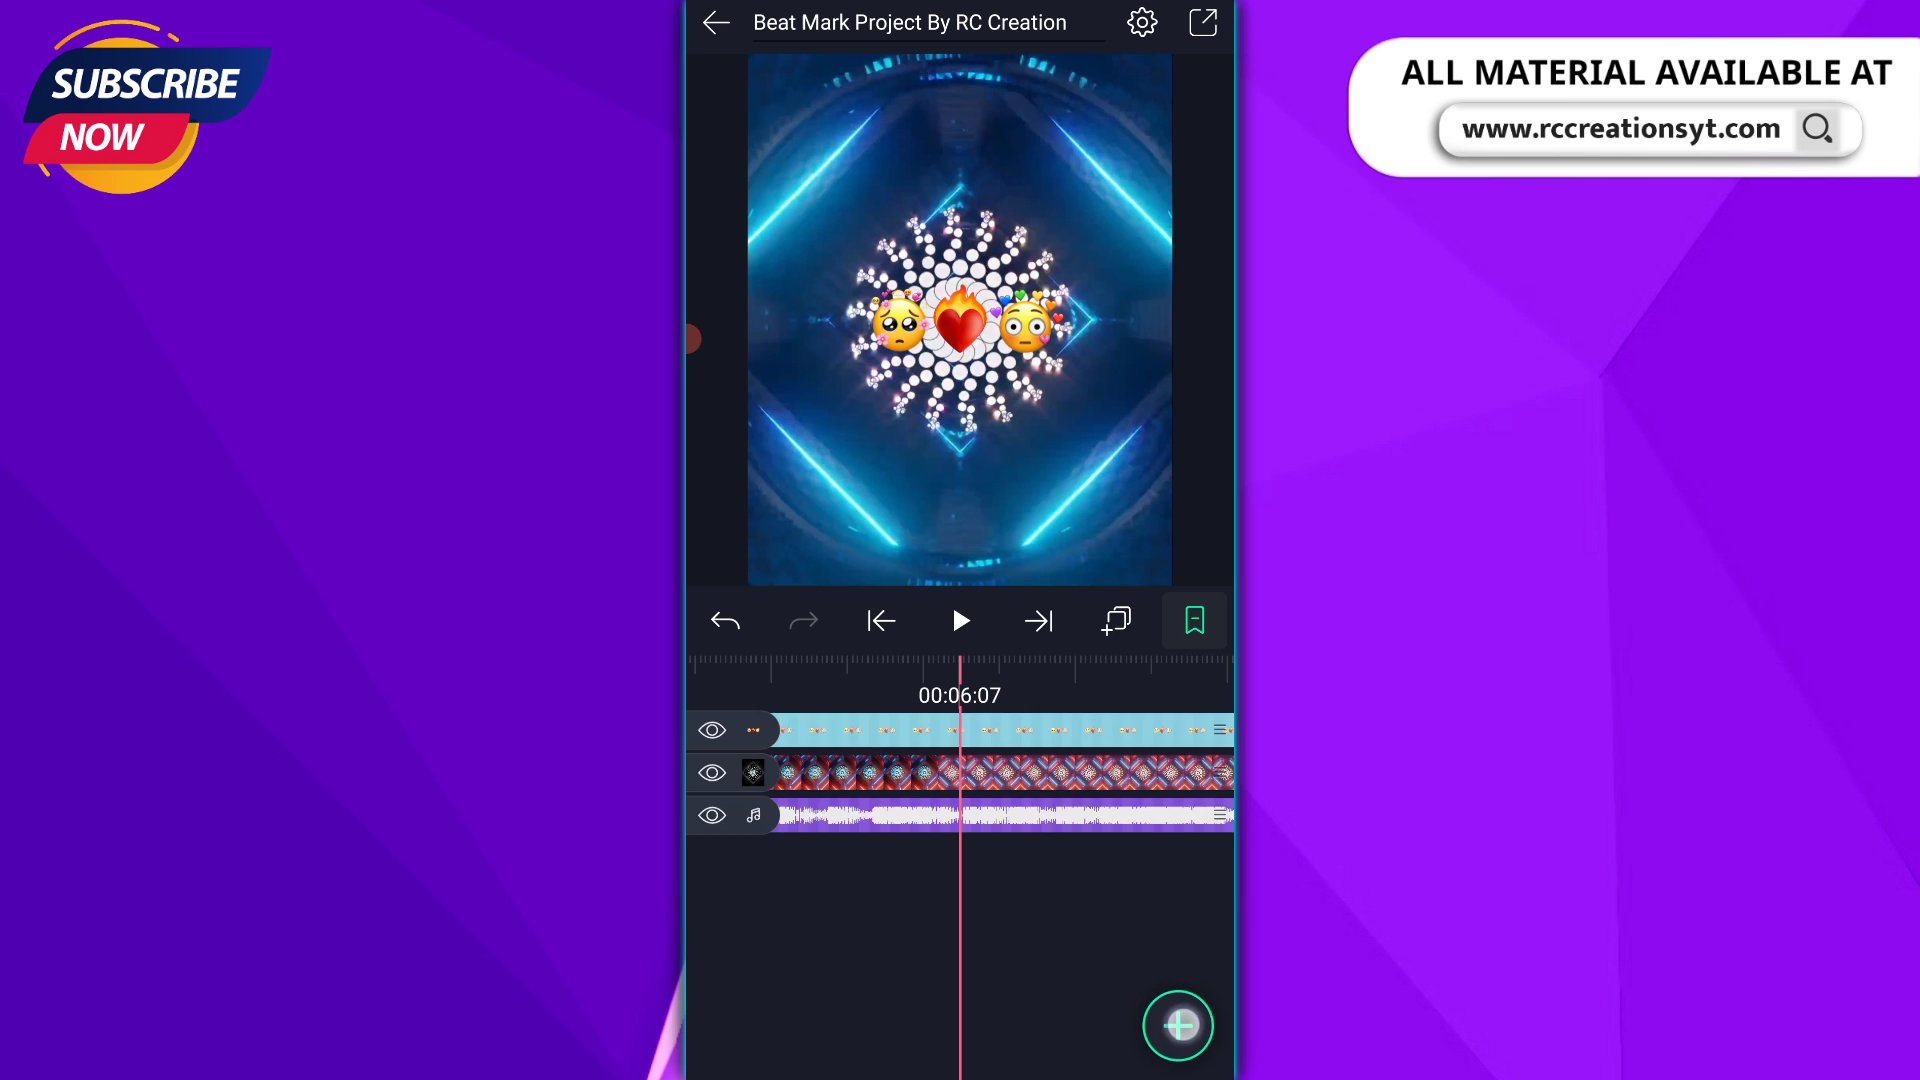 SUBSCRIBE
NOW
Beat Mark Project By RC Creation
ALL MATERIAL AVAILABLE AT
www.rccreationsyt.com
00:06:07